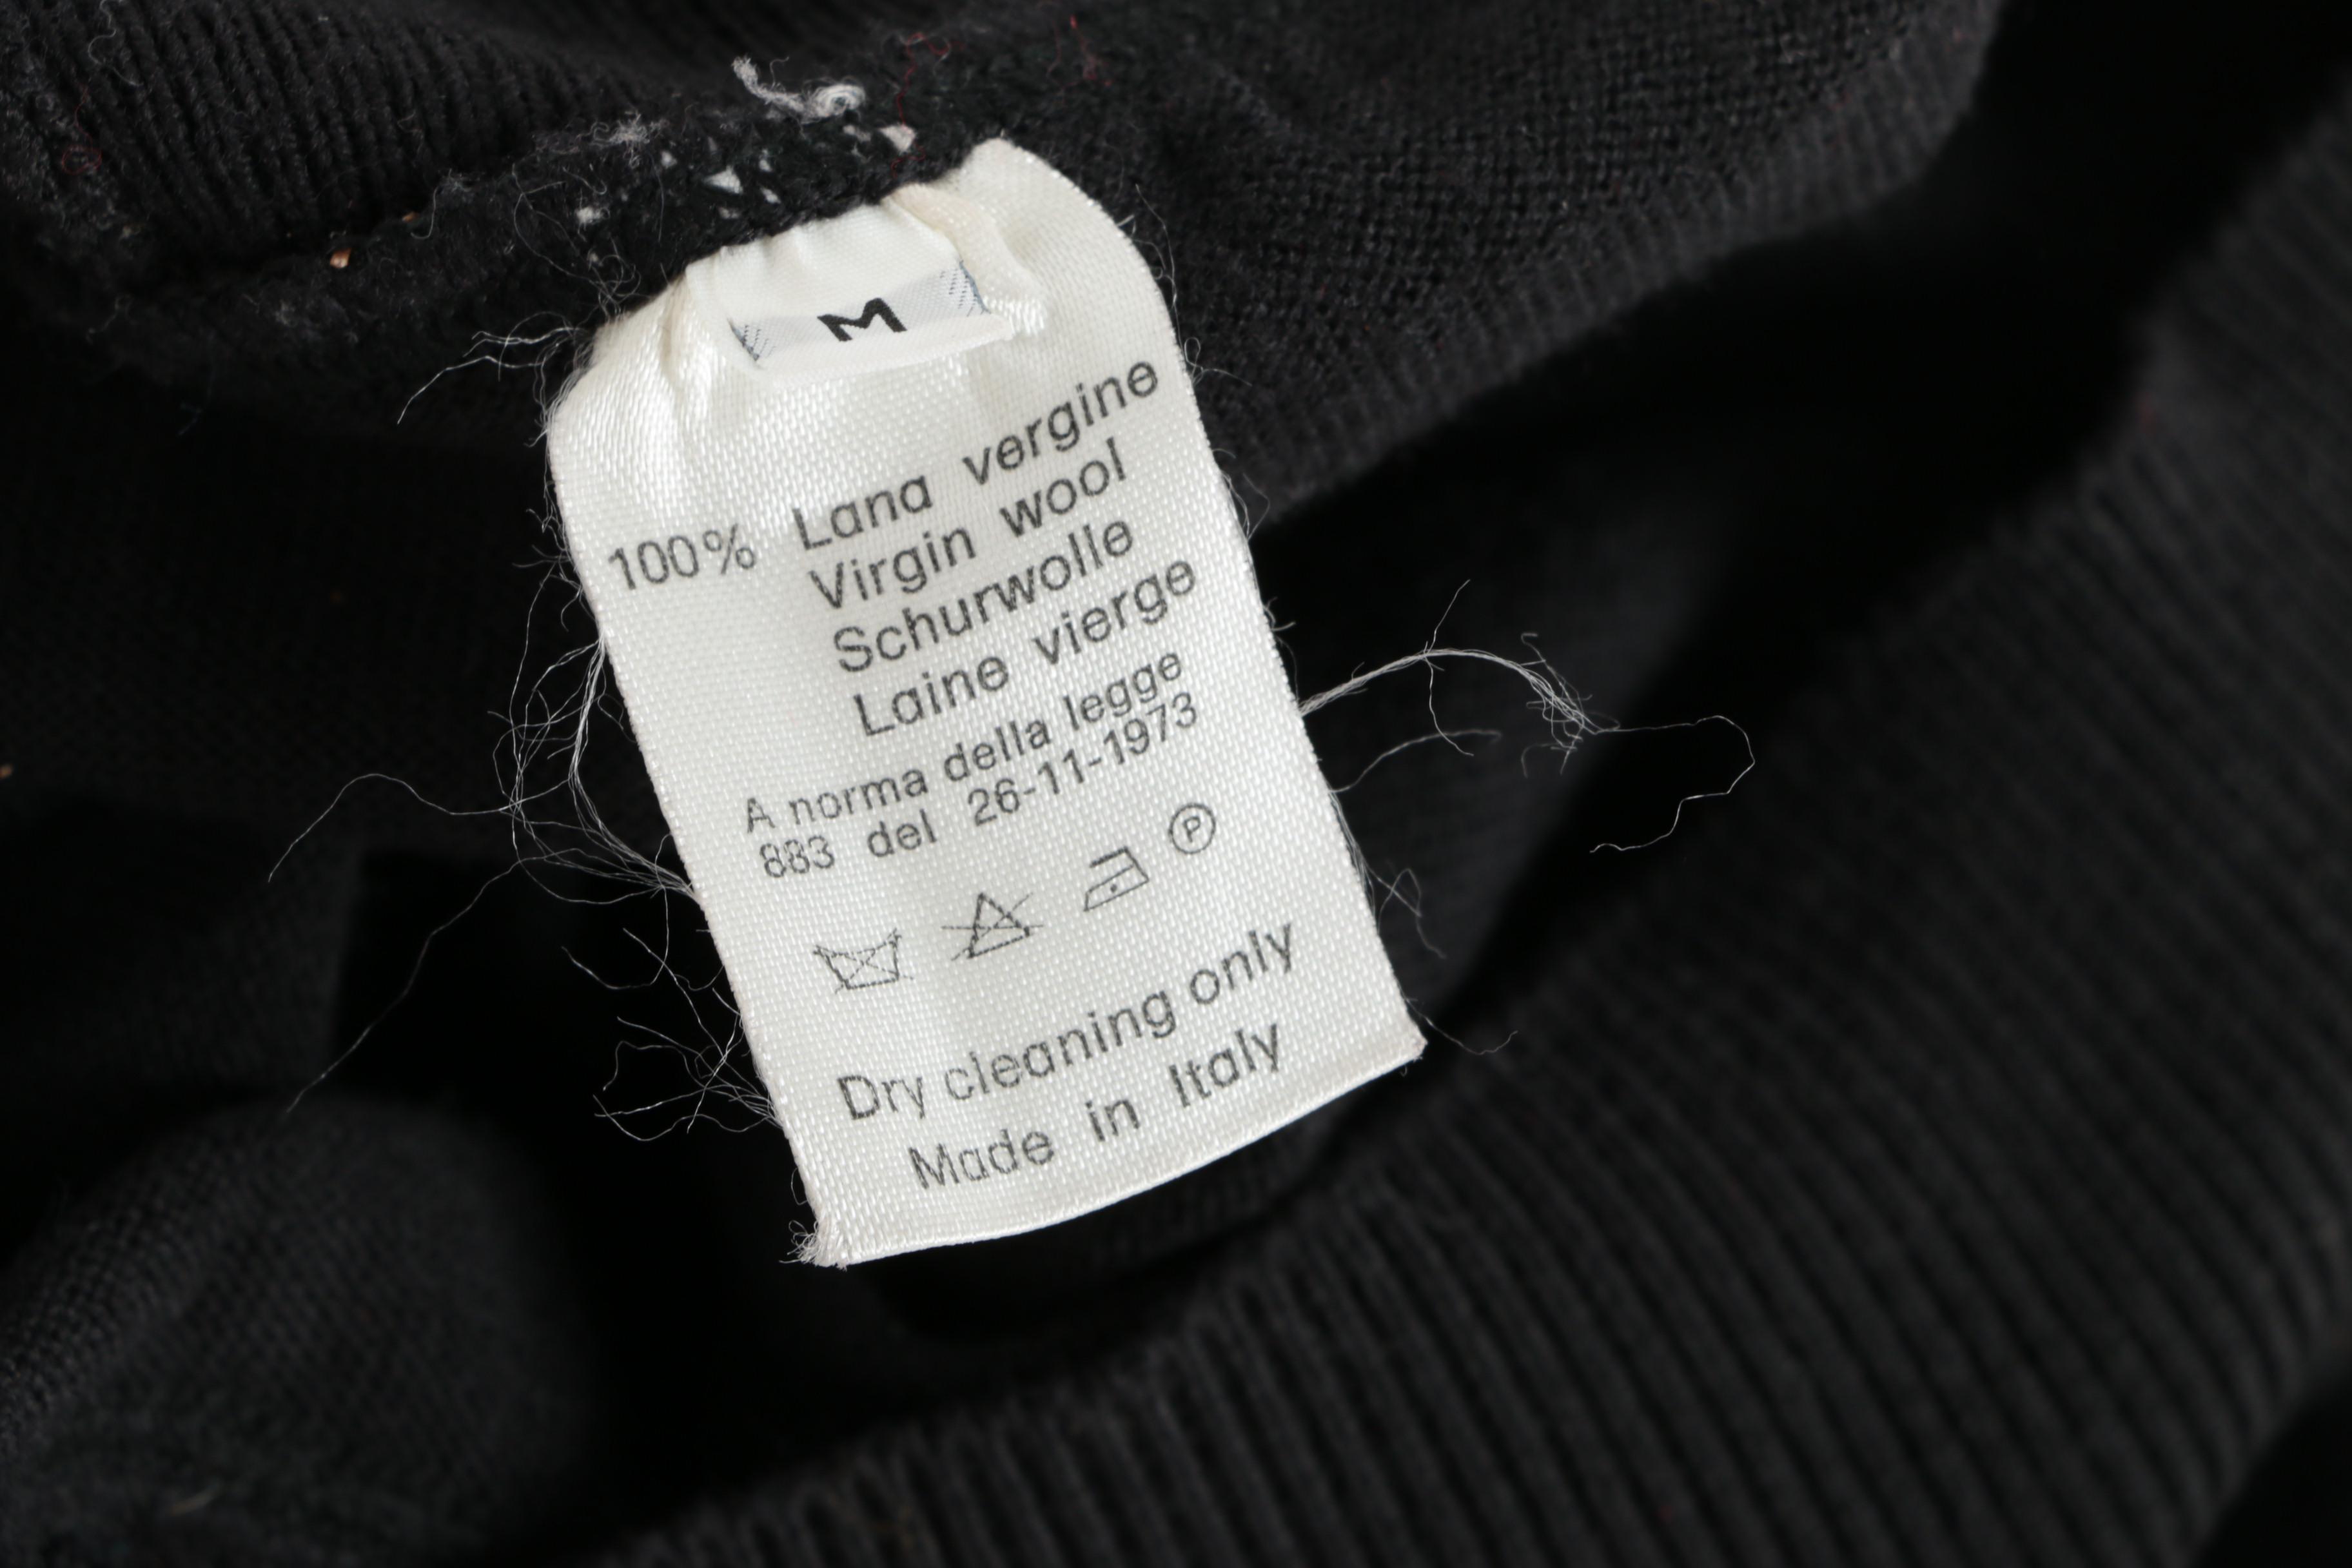 M
100% Lana vergine
Virgin wool
Schurwolle
Laine vierge
A norma della legge
883 del 26-11-1973
P
Dry cleaning only
Made in Italy